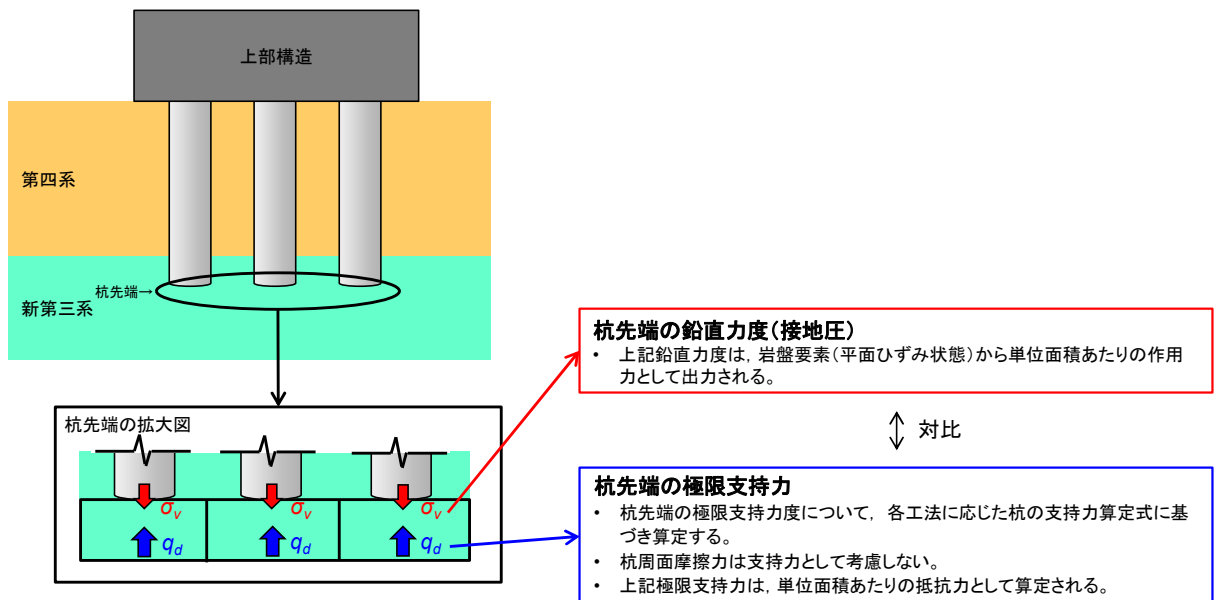 上部構造
第四系
杭先端→
新第三系
杭先端の拡大図
σv σv σv
qd qd qd
杭先端の鉛直力度(接地圧)
• 上記鉛直力度は, 岩盤要素(平面ひずみ状態)から単位面積あたりの作用
力として出力される。
対比
杭先端の極限支持力
• 杭先端の極限支持力度について, 各工法に応じた杭の支持力算定式に基
づき算定する。
• 杭周面摩擦力は支持力として考慮しない。
• 上記極限支持力は, 単位面積あたりの抵抗力として算定される。